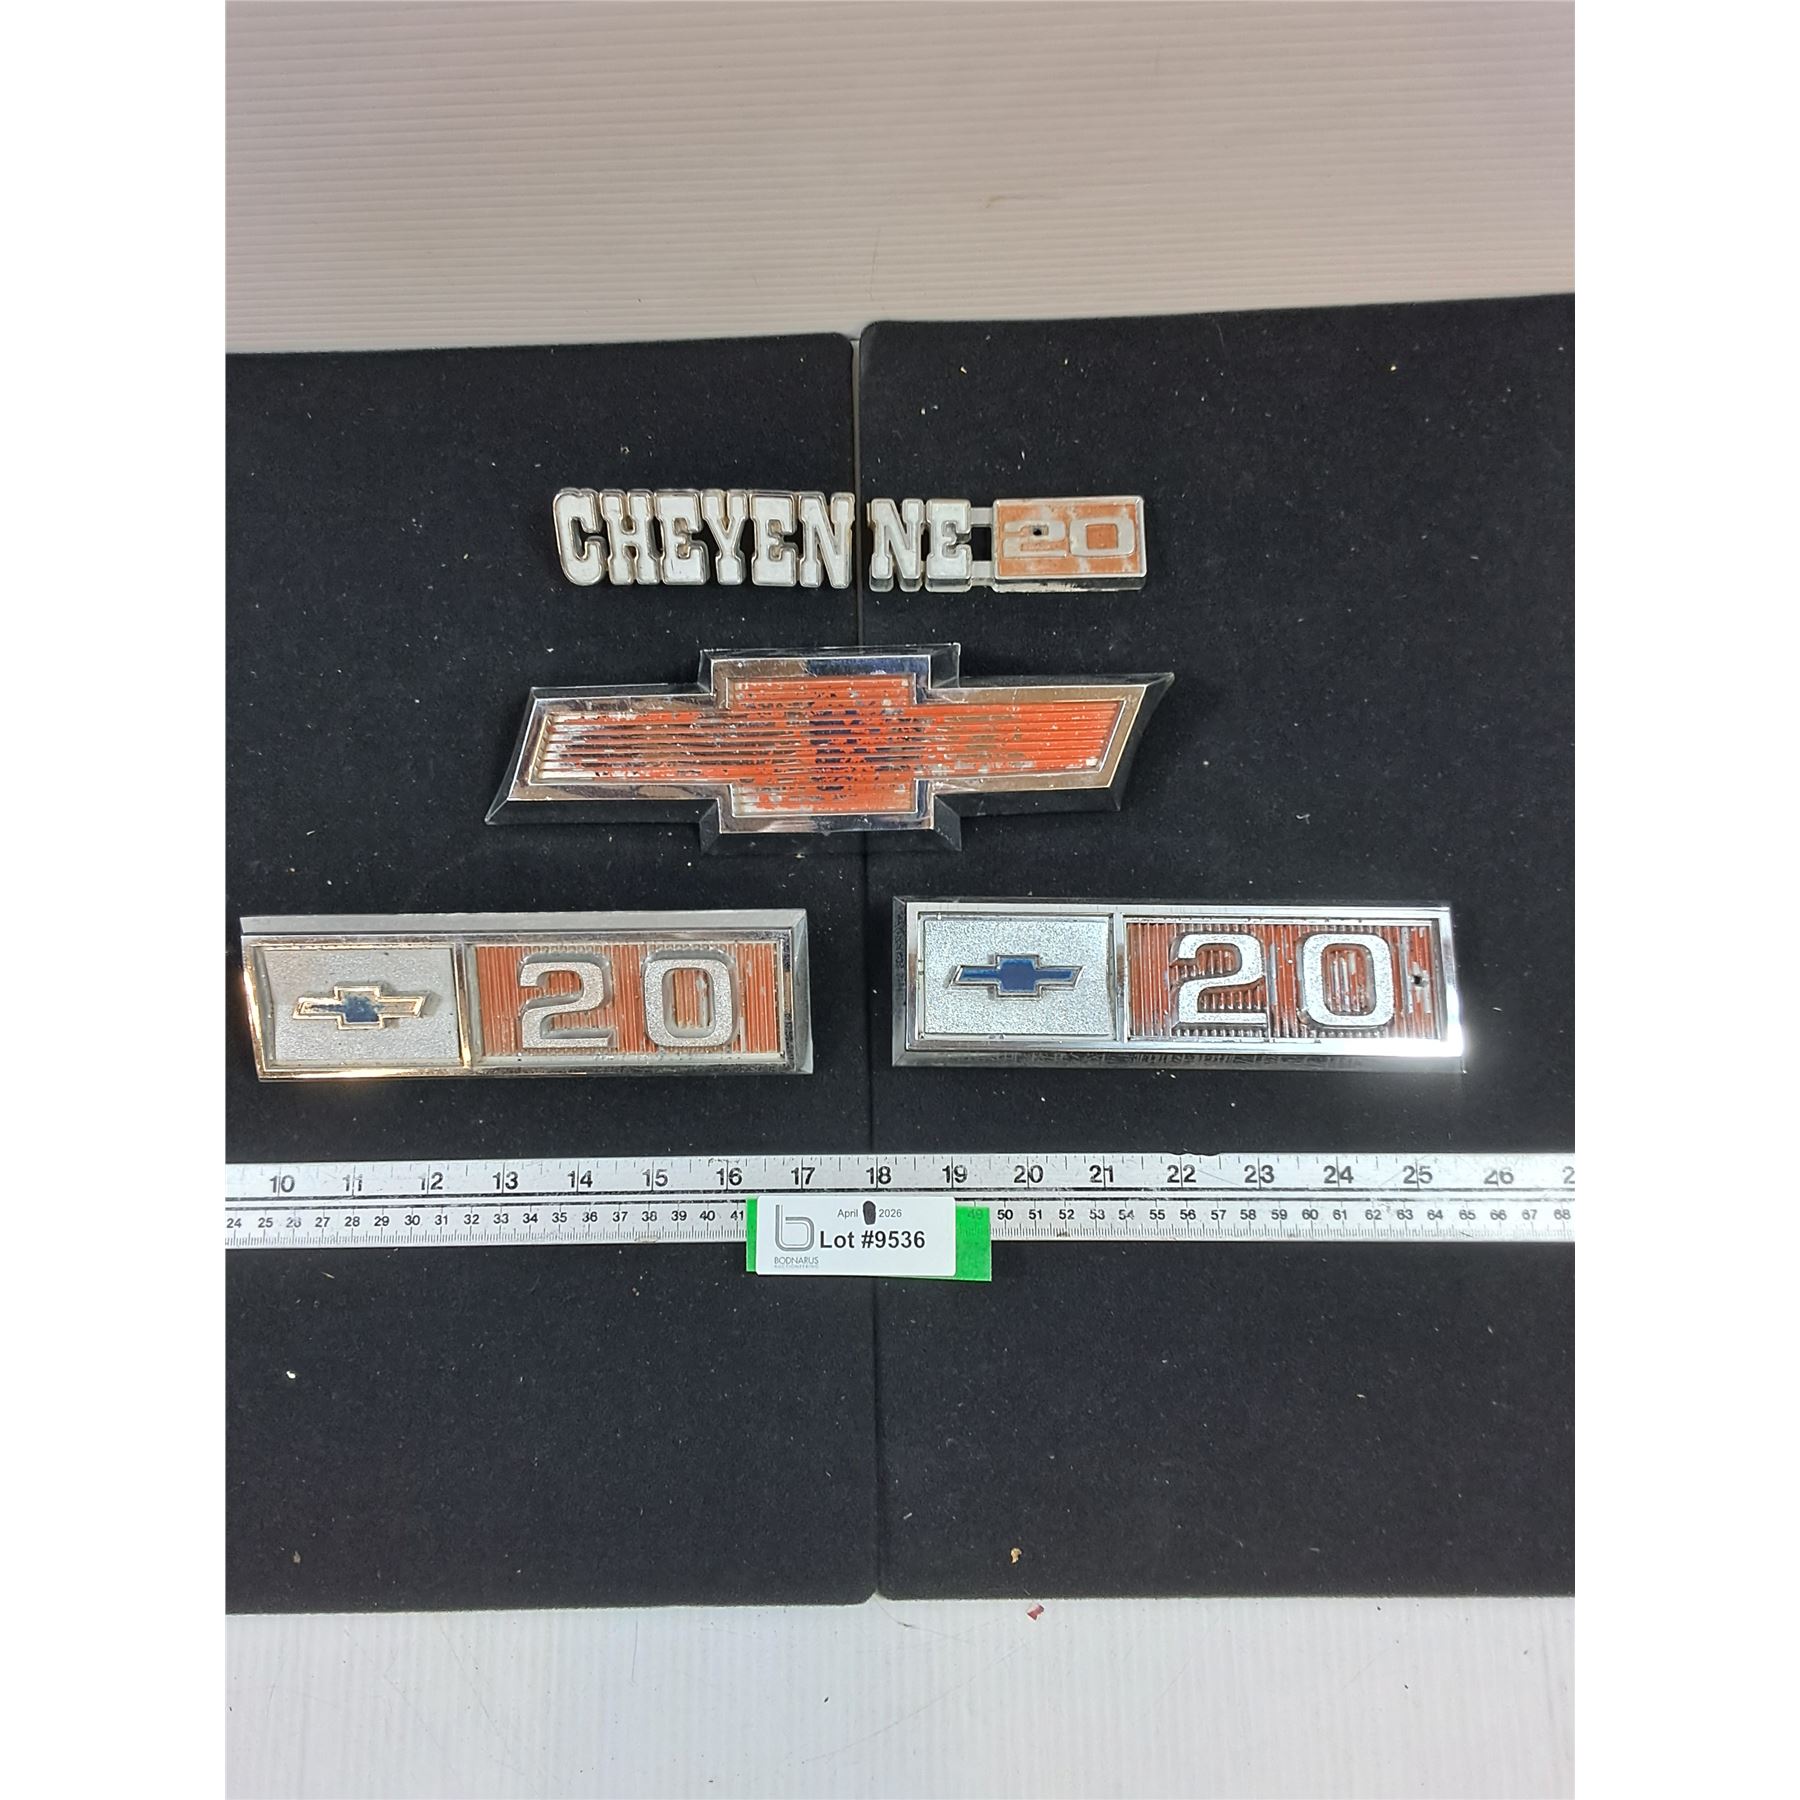 CHEYENNE 20
20
20
10 11 12 13 14 15 16 17 18 19 20 21 22 23 24 25 26
24 25 26 27 28 29 30 31 32 33 34 35 36 37 38 39 40 41 49 50 51 52 53 54 55 56 57 58 59 60 61 62 63 64 65 66 67 68
April 2026
Lot #9536
BODNARUS
AUCTIONEERING